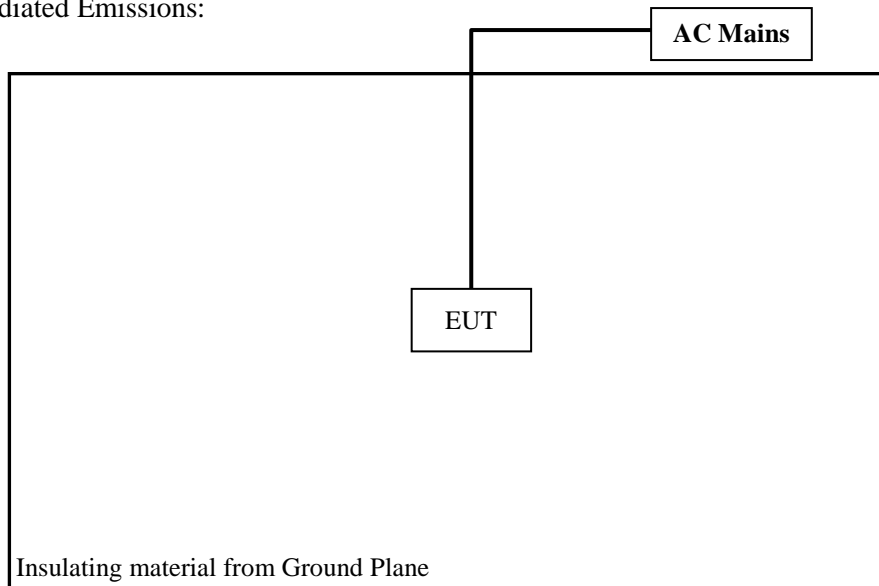 diated Emissions:
AC Mains
EUT
Insulating material from Ground Plane